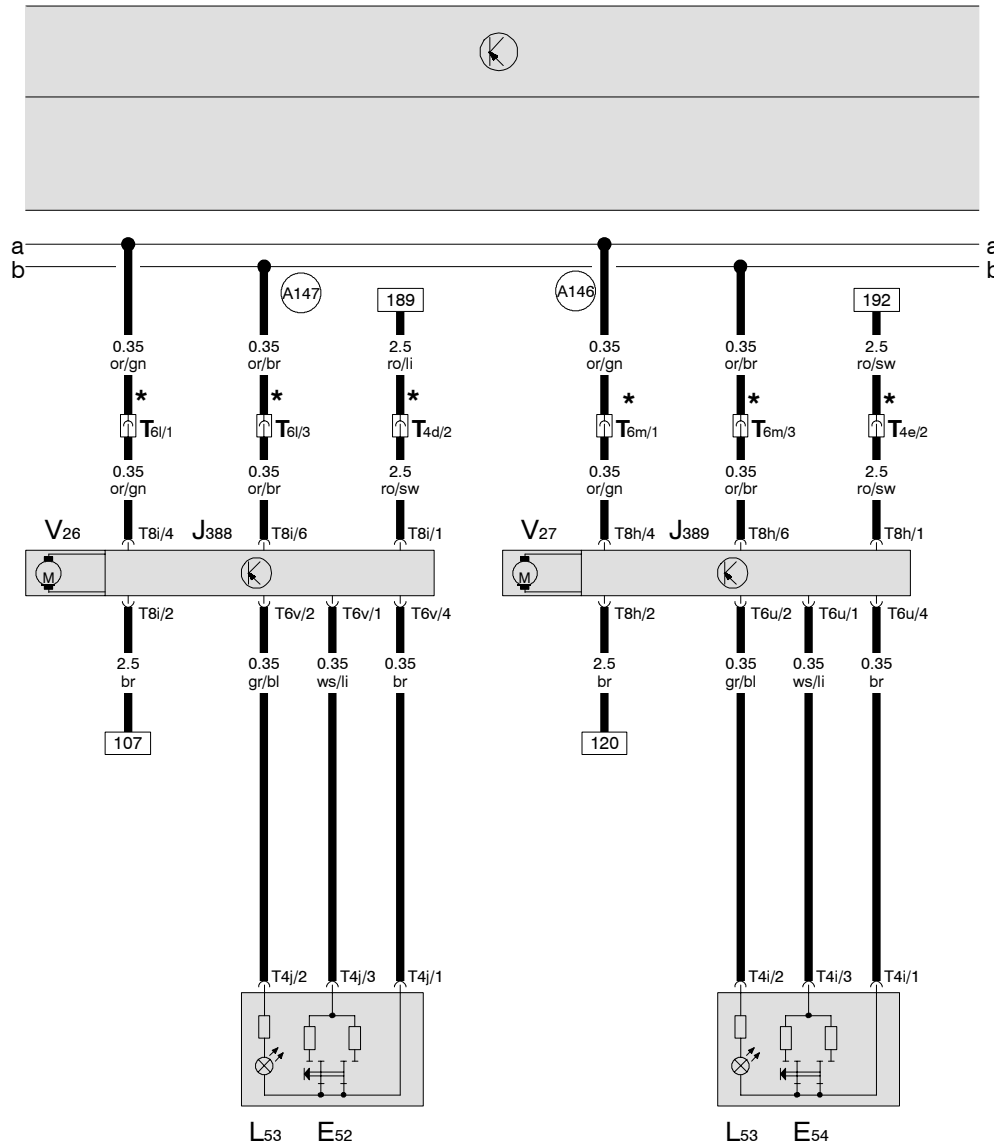 a a
b b
A147 189 A146 192
0.35 0.35 2.5 0.35 0.35 2.5
or/gn or/br ro/li or/gn or/br ro/sw
* * * * * *
T6l/1 T6l/3 T4d/2 T6m/1 T6m/3 T4e/2
0.35 0.35 2.5 0.35 0.35 2.5
or/gn or/br ro/sw or/gn or/br ro/sw
V26 T8i/4 J388 T8i/6 T8i/1 V27 T8h/4 J389 T8h/6 T8h/1
M M
T8i/2 T6v/2 T6v/1 T6v/4 T8h/2 T6u/2 T6u/1 T6u/4
2.5 0.35 0.35 0.35 2.5 0.35 0.35 0.35
br gr/bl ws/li br br gr/bl ws/li br
107 120
T4j/2 T4j/3 T4j/1 T4i/2 T4i/3 T4i/1
L53 E52 L53 E54